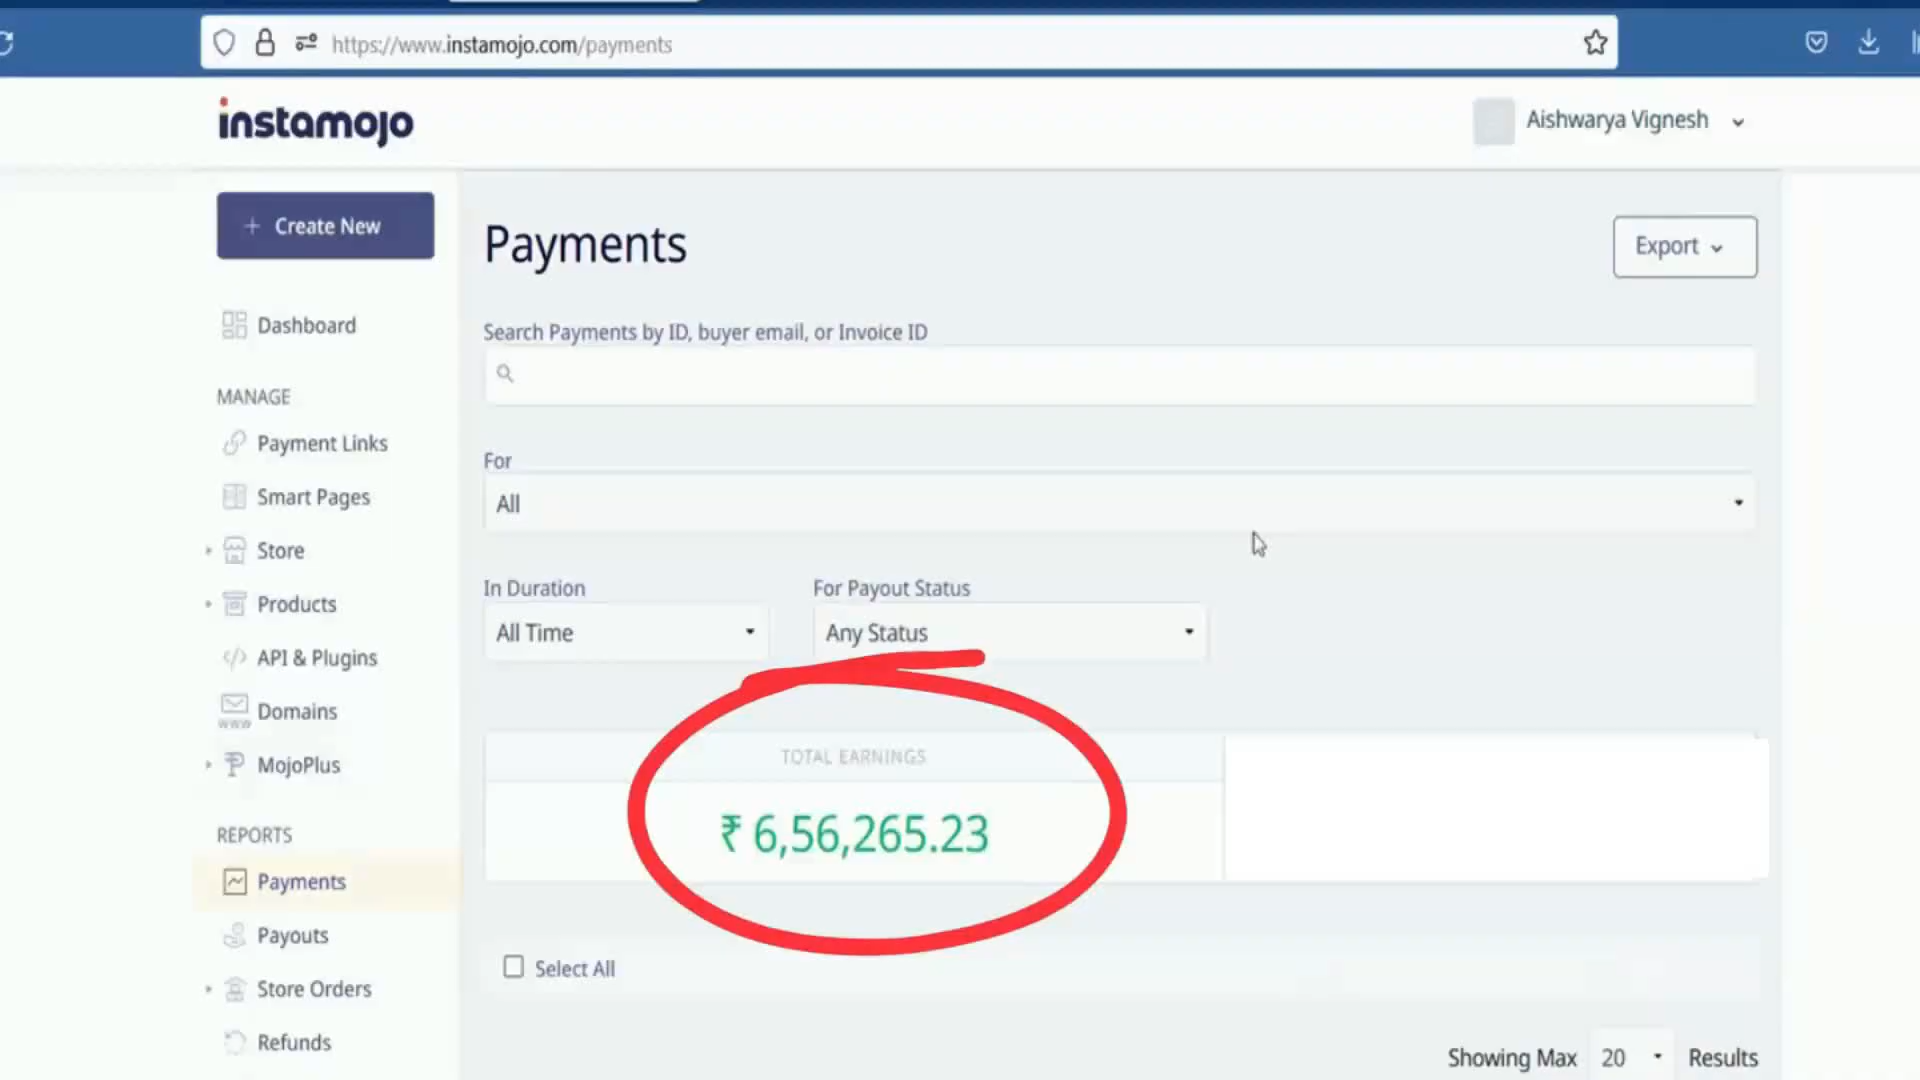 https://www.instamojo.com/payments
instamojo
Aishwarya Vignesh
+ Create New
Dashboard
MANAGE
Payment Links
Smart Pages
Store
Products
API & Plugins
Domains
MojoPlus
REPORTS
Payments
Payouts
Store Orders
Refunds
Payments
Export
Search Payments by ID, buyer email, or Invoice ID
For
All
In Duration
For Payout Status
All Time
Any Status
TOTAL EARNINGS
₹ 6,56,265.23
Select All
Showing Max 20 Results